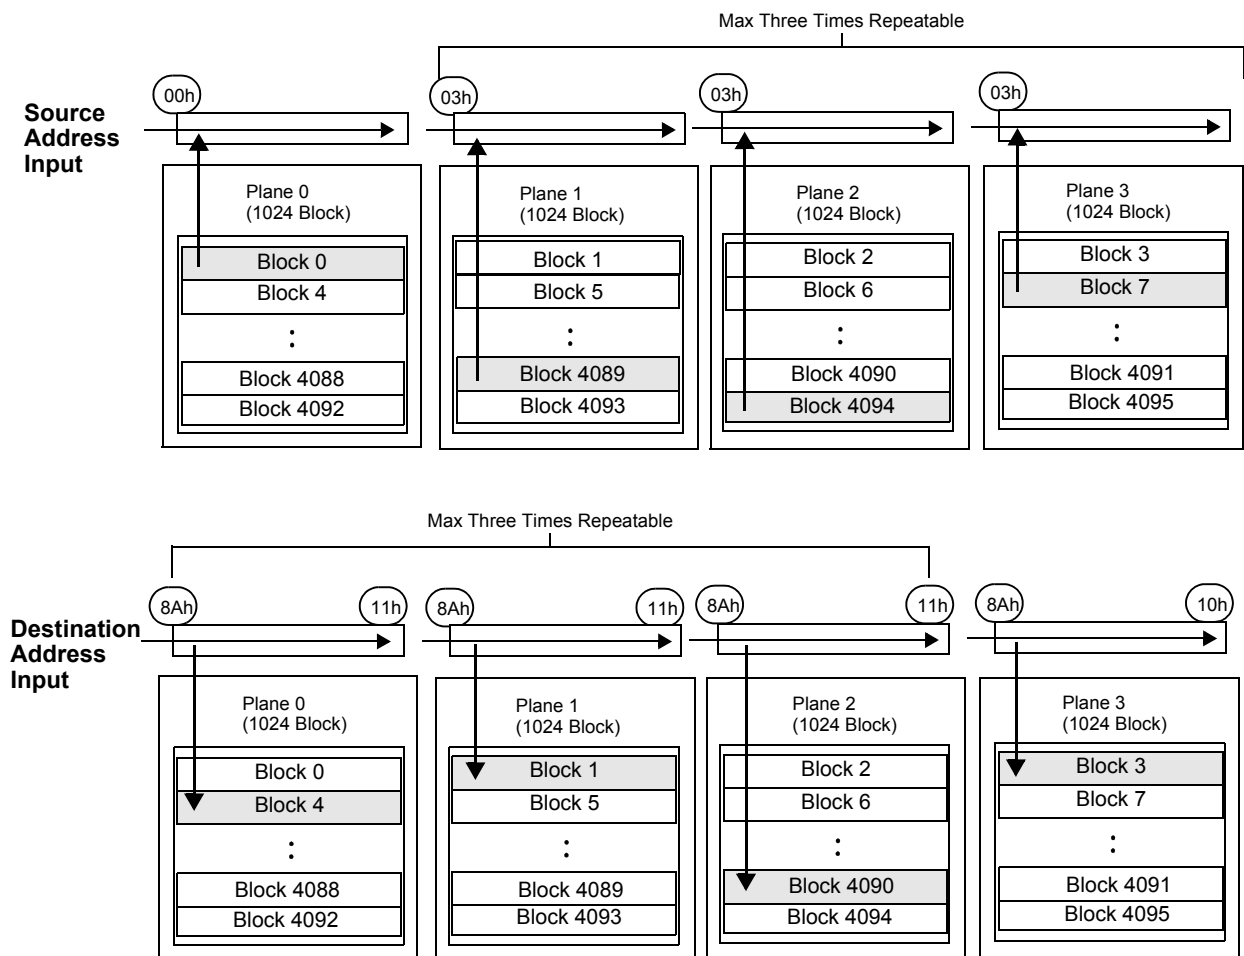 Max Three Times Repeatable
Source
Address
Input
00h
03h
03h
03h
Plane 0
(1024 Block)
Block 0
Block 4
:
Block 4088
Block 4092
Plane 1
(1024 Block)
Block 1
Block 5
:
Block 4089
Block 4093
Plane 2
(1024 Block)
Block 2
Block 6
:
Block 4090
Block 4094
Plane 3
(1024 Block)
Block 3
Block 7
:
Block 4091
Block 4095
Max Three Times Repeatable
Destination
Address
Input
8Ah
11h
8Ah
11h
8Ah
11h
8Ah
10h
Plane 0
(1024 Block)
Block 0
Block 4
:
Block 4088
Block 4092
Plane 1
(1024 Block)
Block 1
Block 5
:
Block 4089
Block 4093
Plane 2
(1024 Block)
Block 2
Block 6
:
Block 4090
Block 4094
Plane 3
(1024 Block)
Block 3
Block 7
:
Block 4091
Block 4095